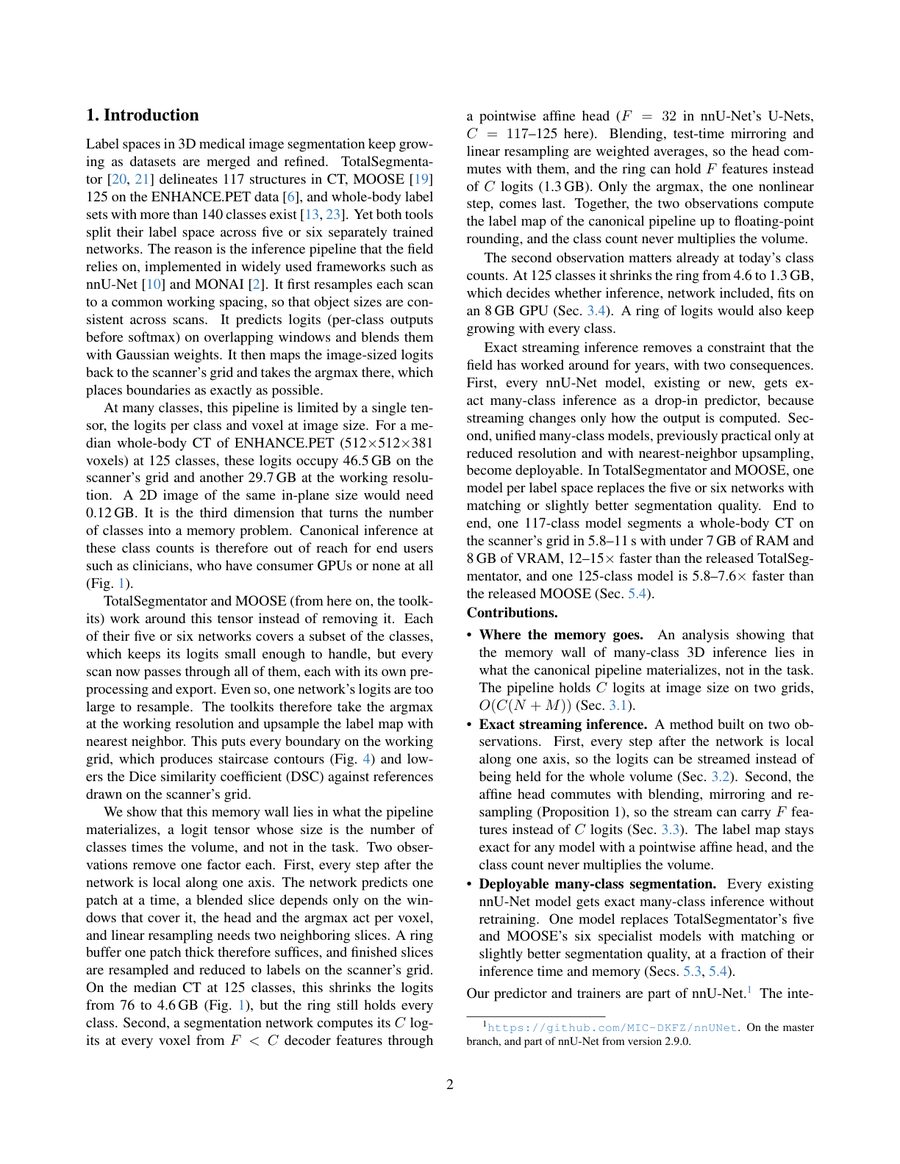 1. Introduction
Label spaces in 3D medical image segmentation keep grow-
ing as datasets are merged and refined. TotalSegmenta-
tor [20, 21] delineates 117 structures in CT, MOOSE [19]
125 on the ENHANCE.PET data [6], and whole-body label
sets with more than 140 classes exist [13, 23]. Yet both tools
split their label space across five or six separately trained
networks. The reason is the inference pipeline that the field
relies on, implemented in widely used frameworks such as
nnU-Net [10] and MONAI [2]. It first resamples each scan
to a common working spacing, so that object sizes are con-
sistent across scans. It predicts logits (per-class outputs
before softmax) on overlapping windows and blends them
with Gaussian weights. It then maps the image-sized logits
back to the scanner's grid and takes the argmax there, which
places boundaries as exactly as possible.
At many classes, this pipeline is limited by a single ten-
sor, the logits per class and voxel at image size. For a me-
dian whole-body CT of ENHANCE.PET (512×512×381
voxels) at 125 classes, these logits occupy 46.5 GB on the
scanner's grid and another 29.7 GB at the working resolu-
tion. A 2D image of the same in-plane size would need
0.12 GB. It is the third dimension that turns the number
of classes into a memory problem. Canonical inference at
these class counts is therefore out of reach for end users
such as clinicians, who have consumer GPUs or none at all
(Fig. 1).
TotalSegmentator and MOOSE (from here on, the toolk-
its) work around this tensor instead of removing it. Each
of their five or six networks covers a subset of the classes,
which keeps its logits small enough to handle, but every
scan now passes through all of them, each with its own pre-
processing and export. Even so, one network's logits are too
large to resample. The toolkits therefore take the argmax
at the working resolution and upsample the label map with
nearest neighbor. This puts every boundary on the working
grid, which produces staircase contours (Fig. 4) and low-
ers the Dice similarity coefficient (DSC) against references
drawn on the scanner's grid.
We show that this memory wall lies in what the pipeline
materializes, a logit tensor whose size is the number of
classes times the volume, and not in the task. Two obser-
vations remove one factor each. First, every step after the
network is local along one axis. The network predicts one
patch at a time, a blended slice depends only on the win-
dows that cover it, the head and the argmax act per voxel,
and linear resampling needs two neighboring slices. A ring
buffer one patch thick therefore suffices, and finished slices
are resampled and reduced to labels on the scanner's grid.
On the median CT at 125 classes, this shrinks the logits
from 76 to 4.6 GB (Fig. 1), but the ring still holds every
class. Second, a segmentation network computes its C log-
its at every voxel from F < C decoder features through
a pointwise affine head (F = 32 in nnU-Net's U-Nets,
C = 117–125 here). Blending, test-time mirroring and
linear resampling are weighted averages, so the head com-
mutes with them, and the ring can hold F features instead
of C logits (1.3 GB). Only the argmax, the one nonlinear
step, comes last. Together, the two observations compute
the label map of the canonical pipeline up to floating-point
rounding, and the class count never multiplies the volume.
The second observation matters already at today's class
counts. At 125 classes it shrinks the ring from 4.6 to 1.3 GB,
which decides whether inference, network included, fits on
an 8 GB GPU (Sec. 3.4). A ring of logits would also keep
growing with every class.
Exact streaming inference removes a constraint that the
field has worked around for years, with two consequences.
First, every nnU-Net model, existing or new, gets ex-
act many-class inference as a drop-in predictor, because
streaming changes only how the output is computed. Sec-
ond, unified many-class models, previously practical only at
reduced resolution and with nearest-neighbor upsampling,
become deployable. In TotalSegmentator and MOOSE, one
model per label space replaces the five or six networks with
matching or slightly better segmentation quality. End to
end, one 117-class model segments a whole-body CT on
the scanner's grid in 5.8–11 s with under 7 GB of RAM and
8 GB of VRAM, 12–15× faster than the released TotalSeg-
mentator, and one 125-class model is 5.8–7.6× faster than
the released MOOSE (Sec. 5.4).
Contributions.
• Where the memory goes. An analysis showing that
the memory wall of many-class 3D inference lies in
what the canonical pipeline materializes, not in the task.
The pipeline holds C logits at image size on two grids,
O(C(N + M)) (Sec. 3.1).
• Exact streaming inference. A method built on two ob-
servations. First, every step after the network is local
along one axis, so the logits can be streamed instead of
being held for the whole volume (Sec. 3.2). Second, the
affine head commutes with blending, mirroring and re-
sampling (Proposition 1), so the stream can carry F fea-
tures instead of C logits (Sec. 3.3). The label map stays
exact for any model with a pointwise affine head, and the
class count never multiplies the volume.
• Deployable many-class segmentation. Every existing
nnU-Net model gets exact many-class inference without
retraining. One model replaces TotalSegmentator's five
and MOOSE's six specialist models with matching or
slightly better segmentation quality, at a fraction of their
inference time and memory (Secs. 5.3, 5.4).
Our predictor and trainers are part of nnU-Net.1 The inte-
1https://github.com/MIC-DKFZ/nnUNet. On the master
branch, and part of nnU-Net from version 2.9.0.
2